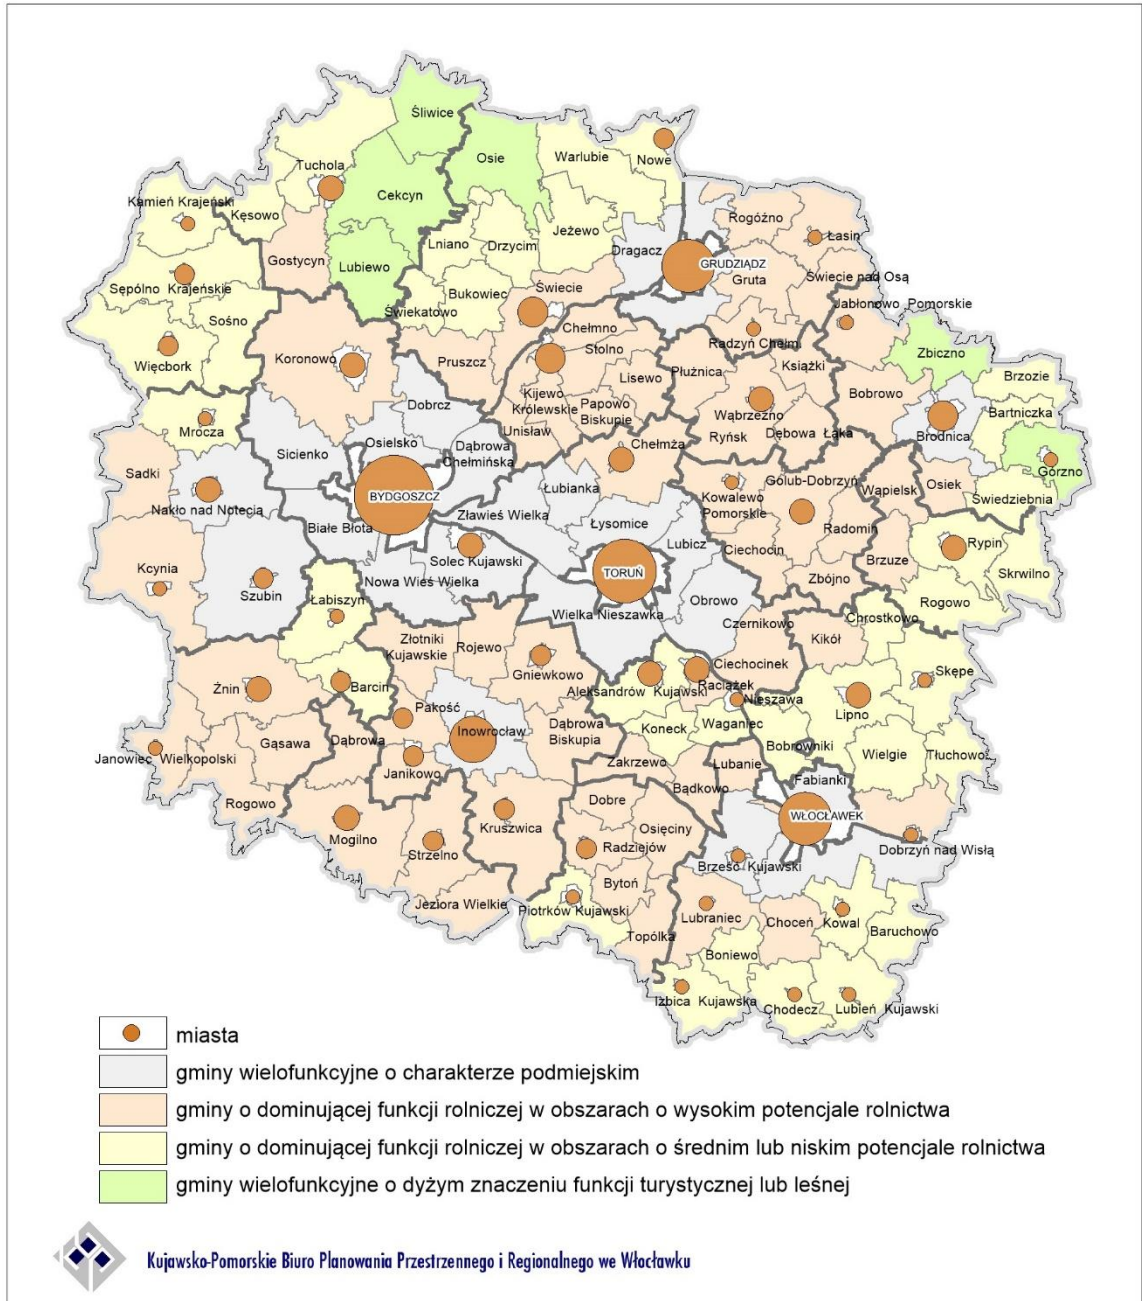 Śliwice
Osie
Warlubie
Nowe
Tuchola
Cekcyn
Kamień Krajeński
Kęsowo
Rogóźno
Łasin
Lniano
Drzycim
Jeżewo
Dragacz
GRUDZIĄDZ
Gostycyn
Lubiewo
Gruta
Świecie nad Osą
Sępólno Krajeńskie
Bukowiec
Świecie
Jabłonowo Pomorskie
Sośno
Świekatowo
Chełmno
Radzyń Chełm.
Zbiczno
Więcbork
Koronowo
Pruszcz
Stolno
Płużnica
Książki
Brzozie
Lisewo
Bobrowo
Kijewo
Królewskie
Papowo
Biskupie
Wąbrzeźno
Bartniczka
Dobrcz
Mrocza
Osielsko
Unisław
Ryńsk
Dębowa Łąka
Brodnica
Sicienko
Dąbrowa
Chełmińska
Chełmża
Górzno
Sadki
BYDGOSZCZ
Golub-Dobrzyń
Wąpielsk
Osiek
Łubianka
Kowalewo
Pomorskie
Świedziebnia
Nakło nad Notecią
Zławieś Wielka
Białe Błota
Łysomice
Radomin
Lubicz
Rypin
Solec Kujawski
Ciechocin
Brzuze
Kcynia
TORUŃ
Skrwilno
Szubin
Nowa Wieś Wielka
Zbójno
Łabiszyn
Obrowo
Rogowo
Wielka Nieszawka
Chrostkowo
Czernikowo
Złotniki
Kujawskie
Rojewo
Kikół
Gniewkowo
Ciechocinek
Skępe
Żnin
Barcin
Aleksandrów Kujawski
Raciążek
Nieszawa
Pakość
Lipno
Dąbrowa
Biskupia
Inowrocław
Koneck
Waganiec
Gąsawa
Dąbrowa
Bobrowniki
Wielgie
Tłuchowo
Janowiec Wielkopolski
Janikowo
Zakrzewo
Lubanie
Bądkowo
Fabianki
Rogowo
Dobre
WŁOCŁAWEK
Kruszwica
Mogilno
Osięciny
Strzelno
Radziejów
Dobrzyń nad Wisłą
Brześć Kujawski
Bytoń
Jeziora Wielkie
Piotrków Kujawski
Lubraniec
Choceń
Kowal
Topólka
Baruchowo
Boniewo
Izbica Kujawska
Chodecz
Lubień Kujawski
miasta
gminy wielofunkcyjne o charakterze podmiejskim
gminy o dominującej funkcji rolniczej w obszarach o wysokim potencjale rolnictwa
gminy o dominującej funkcji rolniczej w obszarach o średnim lub niskim potencjale rolnictwa
gminy wielofunkcyjne o dyżym znaczeniu funkcji turystycznej lub leśnej
Kujawsko-Pomorskie Biuro Planowania Przestrzennego i Regionalnego we Włocławku